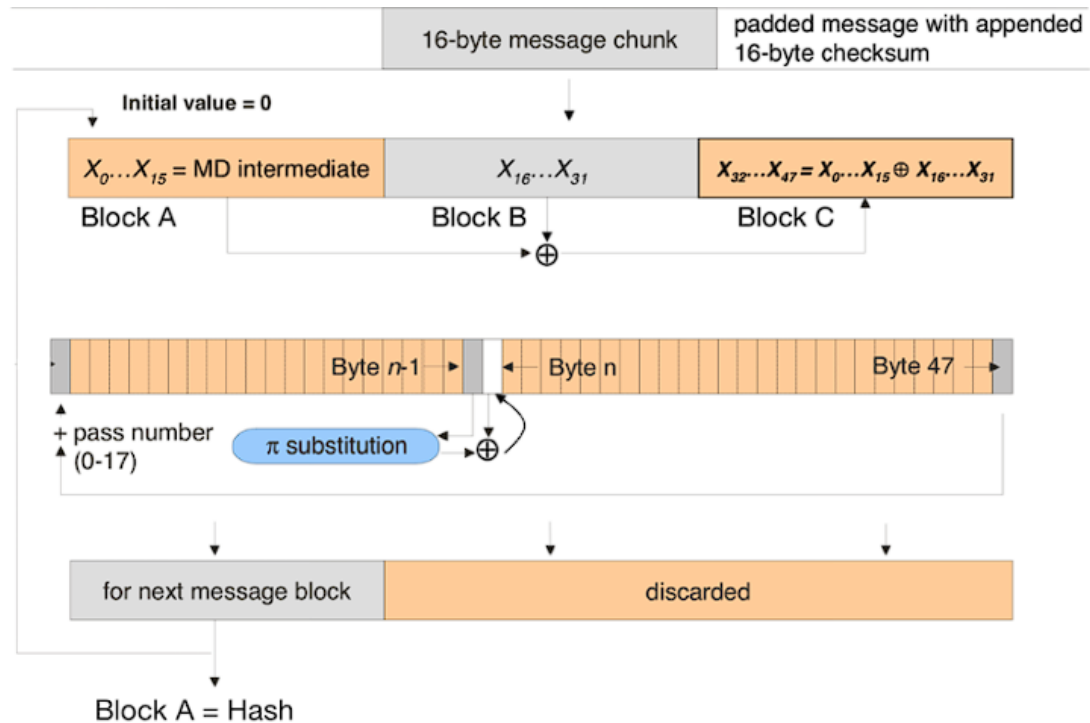 16-byte message chunk
padded message with appended
16-byte checksum
Initial value = 0
X₀...X₁₅ = MD intermediate
X₁₆...X₃₁
X₃₂...X₄₇ = X₀...X₁₅ ⊕ X₁₆...X₃₁
Block A
Block B
Block C
⊕
Byte n-1
Byte n
Byte 47
+ pass number
(0-17)
π substitution
⊕
for next message block
discarded
Block A = Hash